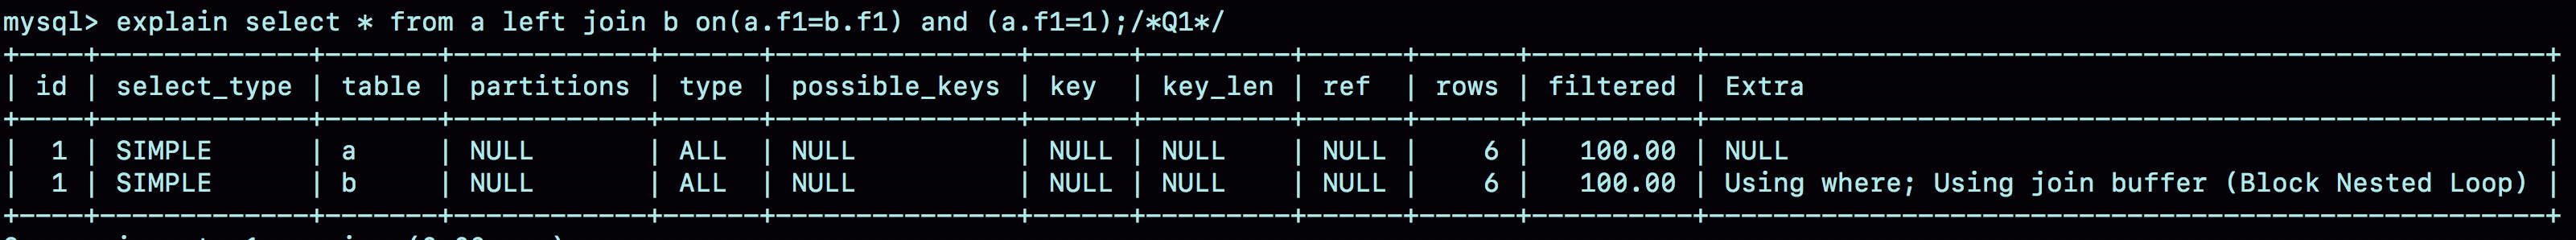 mysql> explain select * from a left join b on(a.f1=b.f1) and (a.f1=1);/*Q1*/
+----+-------------+-------+------------+------+---------------+------+---------+------+------+----------+----------------------------------------------------+
| id | select_type | table | partitions | type | possible_keys | key  | key_len | ref  | rows | filtered | Extra                                              |
+----+-------------+-------+------------+------+---------------+------+---------+------+------+----------+----------------------------------------------------+
|  1 | SIMPLE      | a     | NULL       | ALL  | NULL          | NULL | NULL    | NULL |    6 |   100.00 | NULL                                               |
|  1 | SIMPLE      | b     | NULL       | ALL  | NULL          | NULL | NULL    | NULL |    6 |   100.00 | Using where; Using join buffer (Block Nested Loop) |
+----+-------------+-------+------------+------+---------------+------+---------+------+------+----------+----------------------------------------------------+